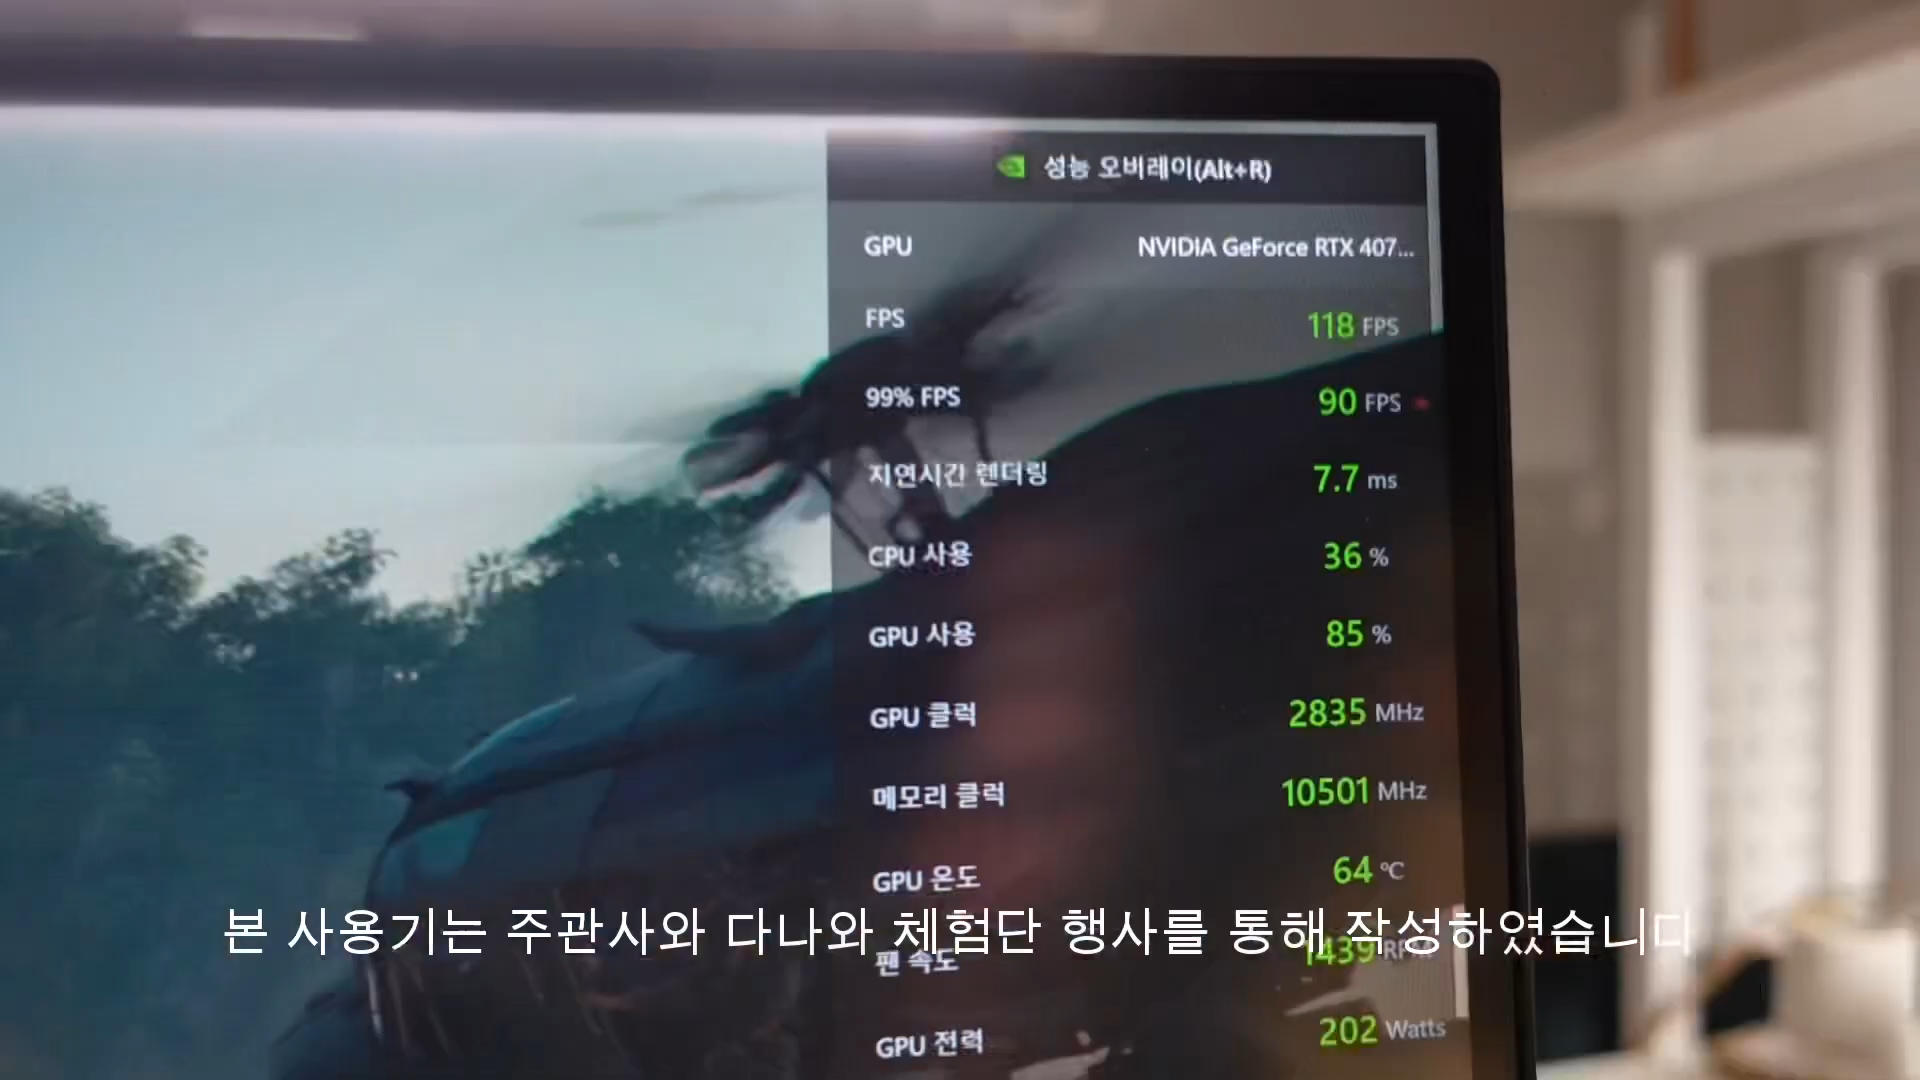 성능 오버레이(Alt+R)
GPU NVIDIA GeForce RTX 407...
FPS 118 FPS
99% FPS 90 FPS
지연시간 렌더링 7.7 ms
CPU 사용 36 %
GPU 사용 85 %
GPU 클럭 2835 MHz
메모리 클럭 10501 MHz
GPU 온도 64 °C
본 사용기는 주관사와 다나와 체험단 행사를 통해 작성하였습니다
팬 속도 1439 RPM
GPU 전력 202 Watts